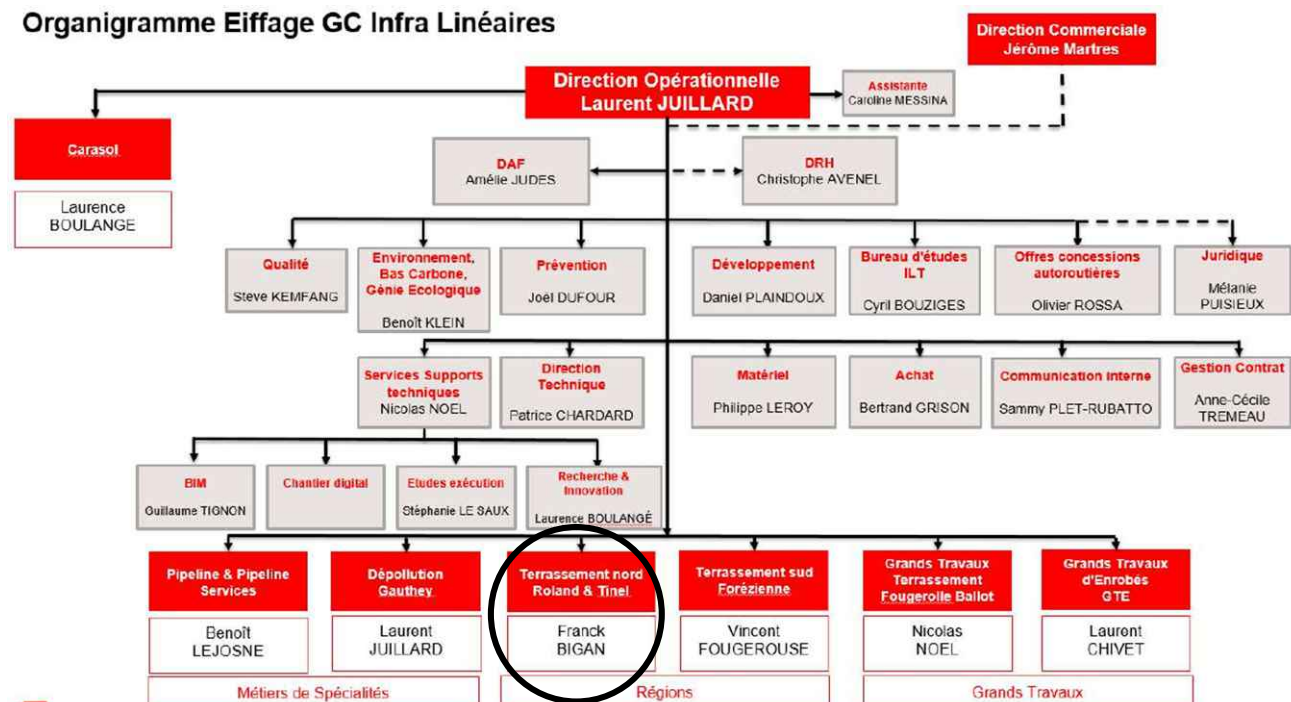 Organigramme Eiffage GC Infra Linéaires
Direction Commerciale
Jérôme Martres
Direction Opérationnelle
Laurent JUILLARD
Assistante
Caroline MESSINA
Carasol
Laurence
BOULANGE
DAF
Amélie JUDES
DRH
Christophe AVENEL
Qualité
Steve KEMFANG
Environnement,
Bas Carbone,
Génie Ecologique
Benoît KLEIN
Prévention
Joël DUFOUR
Développement
Daniel PLAINDOUX
Bureau d'études
ILT
Cyril BOUZIGES
Offres concessions
autoroutières
Olivier ROSSA
Juridique
Mélanie
PUISIEUX
Services Supports
techniques
Nicolas NOEL
Direction
Technique
Patrice CHARDARD
Matériel
Philippe LEROY
Achat
Bertrand GRISON
Communication Interne
Sammy PLET-RUBATTO
Gestion Contrat
Anne-Cécile
TREMEAU
BIM
Guillaume TIGNON
Chantier digital
Etudes exécution
Stéphanie LE SAUX
Recherche &
Innovation
Laurence BOULANGÉ
Pipeline & Pipeline
Services
Benoît
LEJOSNE
Dépollution
Gauthey
Laurent
JUILLARD
Terrassement nord
Roland & Tinel
Franck
BIGAN
Terrassement sud
Forézienne
Vincent
FOUGEROUSE
Grands Travaux
Terrassement
Fougerolle Ballot
Nicolas
NOEL
Grands Travaux
d'Enrobés
GTE
Laurent
CHIVET
Métiers de Spécialités
Régions
Grands Travaux